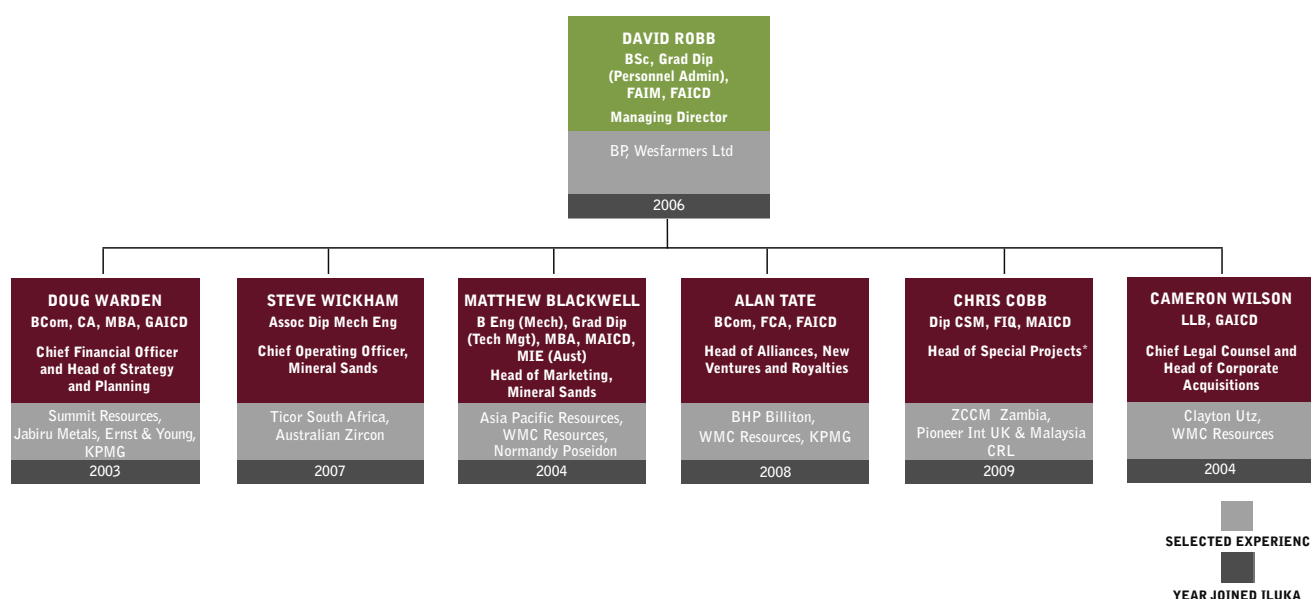 DAVID ROBB
BSc, Grad Dip
(Personnel Admin),
FAIM, FAICD
Managing Director
BP, Wesfarmers Ltd
2006
DOUG WARDEN
BCom, CA, MBA, GAICD
Chief Financial Officer
and Head of Strategy
and Planning
Summit Resources,
Jabiru Metals, Ernst & Young,
KPMG
2003
STEVE WICKHAM
Assoc Dip Mech Eng
Chief Operating Officer,
Mineral Sands
Ticor South Africa,
Australian Zircon
2007
MATTHEW BLACKWELL
B Eng (Mech), Grad Dip
(Tech Mgt), MBA, MAICD,
MIE (Aust)
Head of Marketing,
Mineral Sands
Asia Pacific Resources,
WMC Resources,
Normandy Poseidon
2004
ALAN TATE
BCom, FCA, FAICD
Head of Alliances, New
Ventures and Royalties
BHP Billiton,
WMC Resources, KPMG
2008
CHRIS COBB
Dip CSM, FIQ, MAICD
Head of Special Projects*
ZCCM Zambia,
Pioneer Int UK & Malaysia
CRL
2009
CAMERON WILSON
LLB, GAICD
Chief Legal Counsel and
Head of Corporate
Acquisitions
Clayton Utz,
WMC Resources
2004
SELECTED EXPERIENC
YEAR JOINED ILUKA